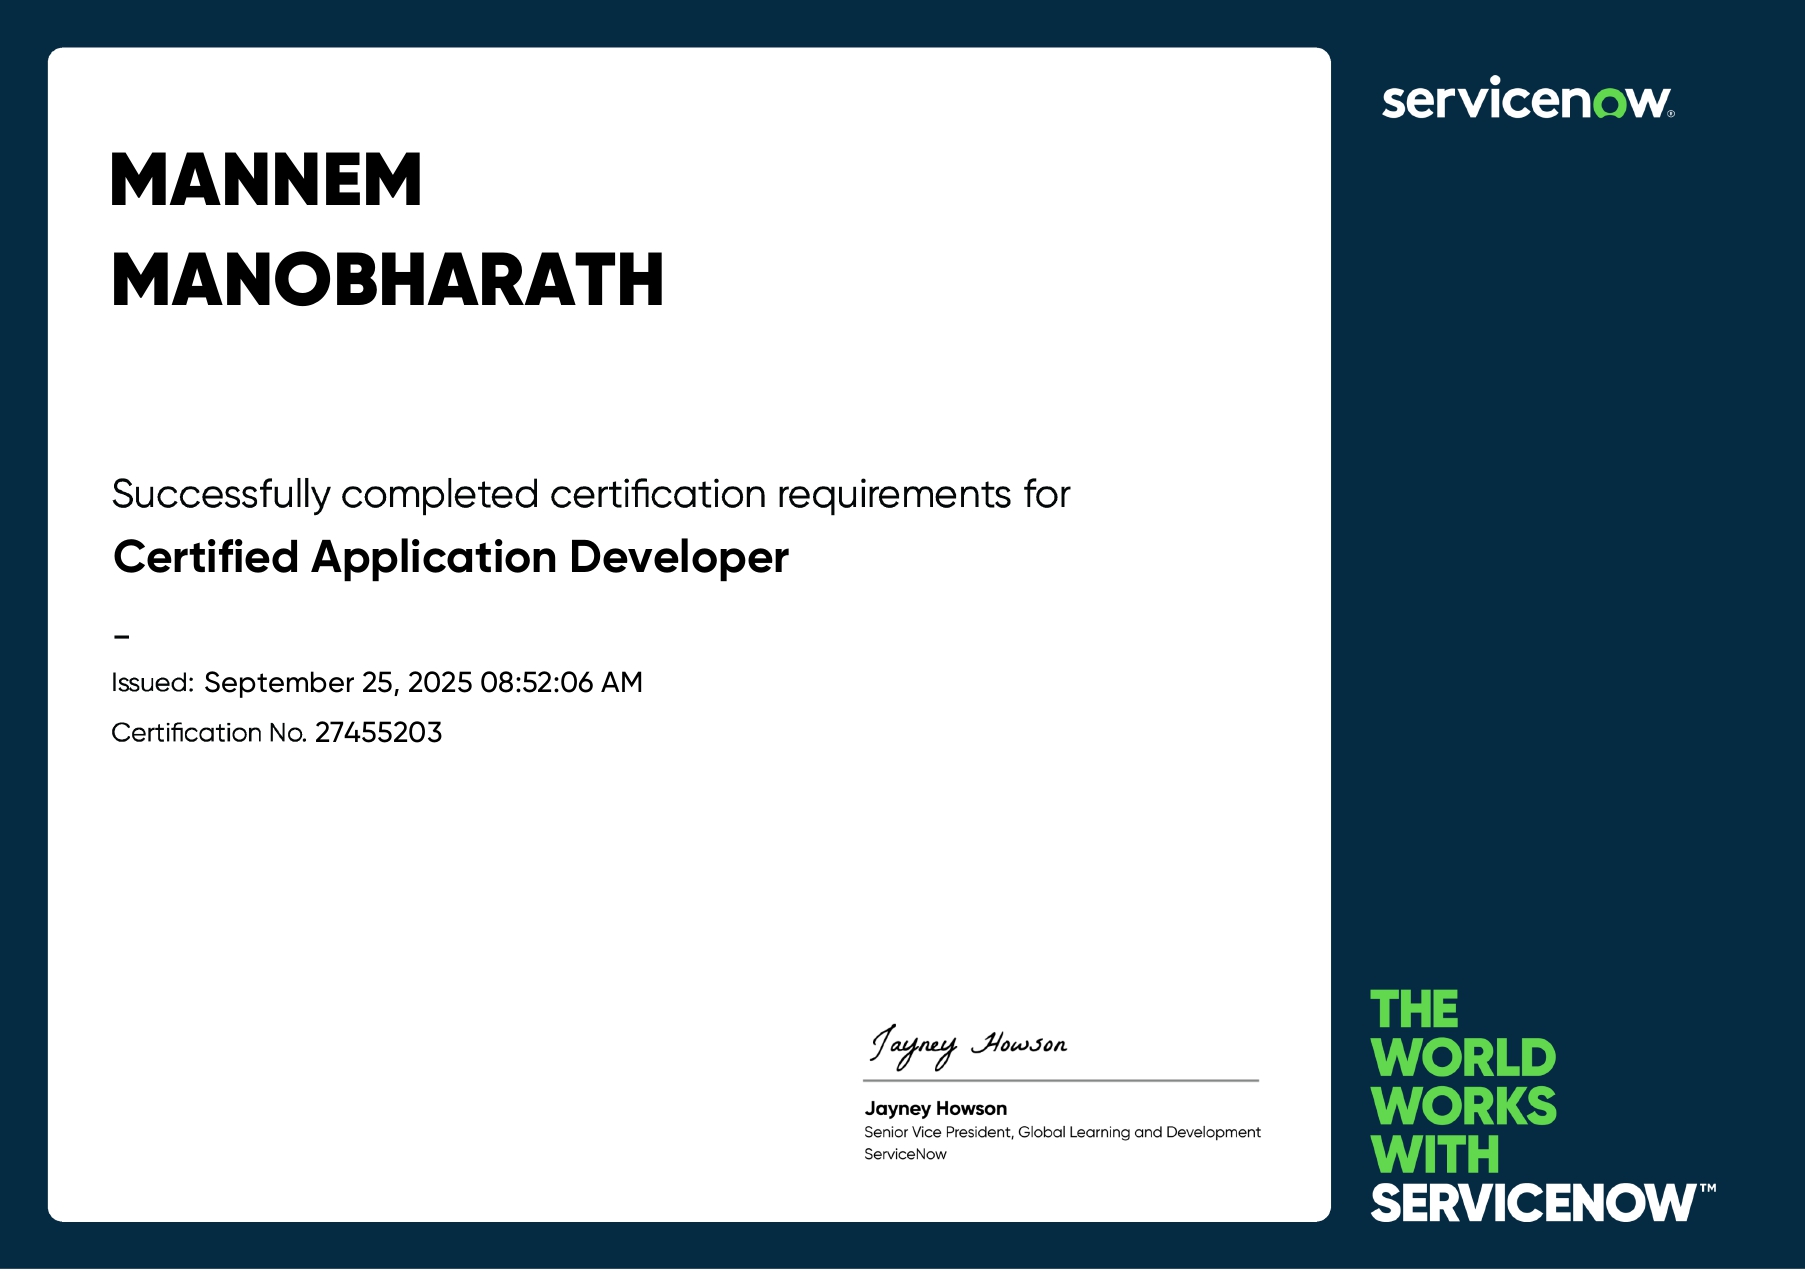 MANNEM
MANOBHARATH
Successfully completed certification requirements for
Certified Application Developer
–
Issued: September 25, 2025 08:52:06 AM
Certification No. 27455203
Jayney Howson
Jayney Howson
Senior Vice President, Global Learning and Development
ServiceNow
servicenow®
THE
WORLD
WORKS
WITH
SERVICENOW™